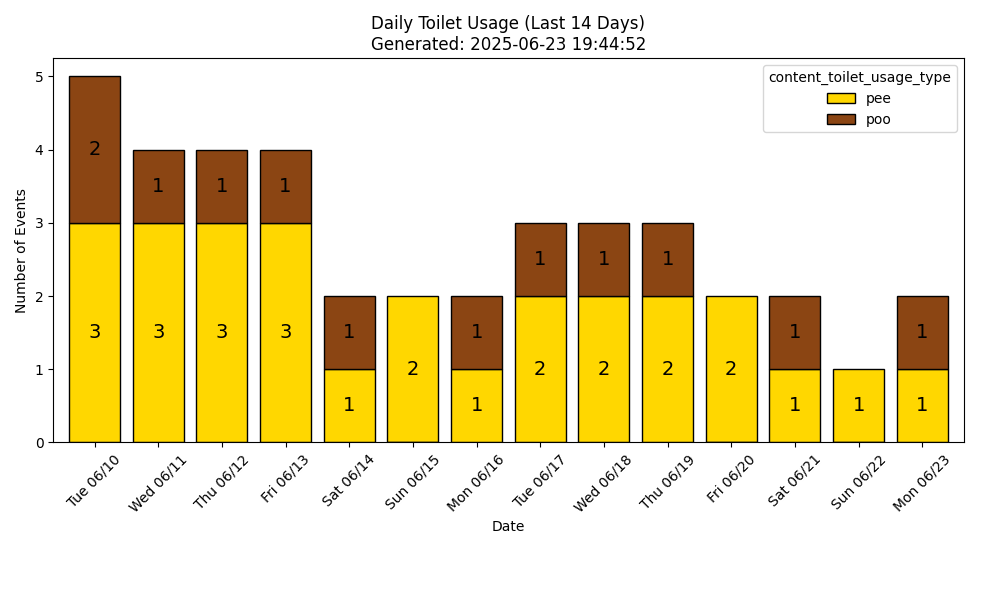 Daily Toilet Usage (Last 14 Days)
Generated: 2025-06-23 19:44:52
content_toilet_usage_type
pee
poo
Number of Events
5
4
3
2
1
0
2
1
1
1
1
1
1
1
1
1
1
3
3
3
3
1
2
1
2
2
2
2
1
1
1
Tue 06/10
Wed 06/11
Thu 06/12
Fri 06/13
Sat 06/14
Sun 06/15
Mon 06/16
Tue 06/17
Wed 06/18
Thu 06/19
Fri 06/20
Sat 06/21
Sun 06/22
Mon 06/23
Date